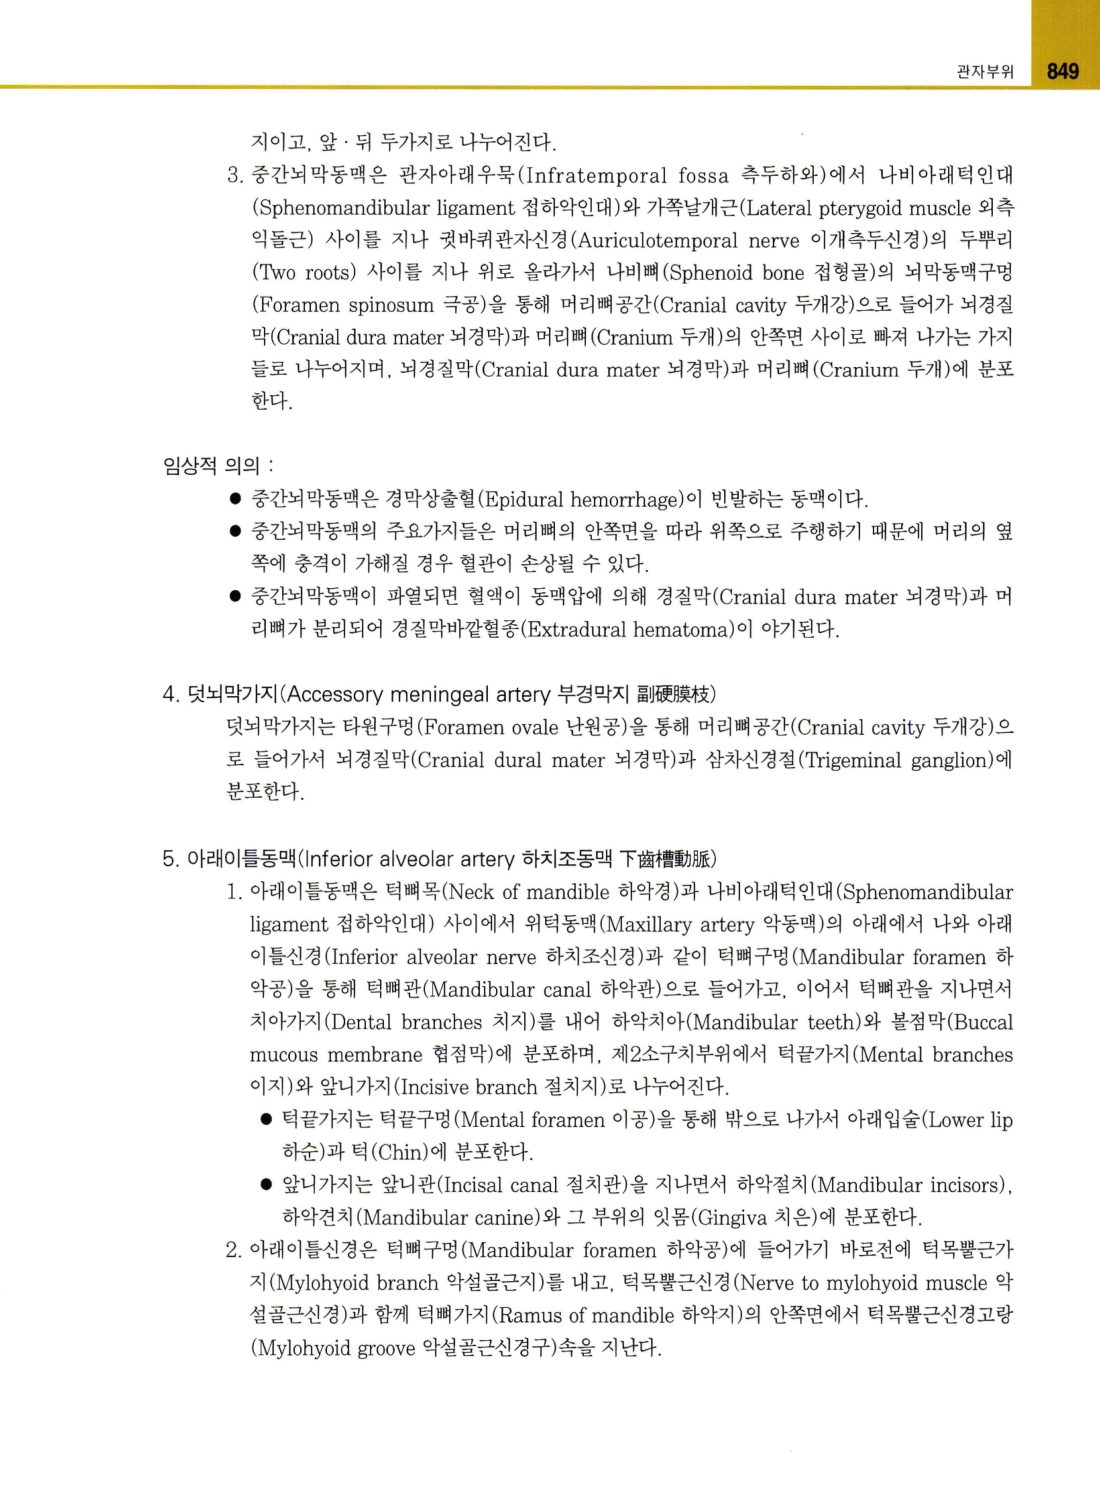 관자부위 849
지이고, 앞 · 뒤 두가지로 나누어진다.
3. 중간뇌막동맥은 관자아래우묵(Infratemporal fossa 측두하와)에서 나비아래턱인대
(Sphenomandibular ligament 접하악인대)와 가쪽날개근(Lateral pterygoid muscle 외측
익돌근) 사이를 지나 귓바퀴관자신경(Auriculotemporal nerve 이개측두신경)의 두뿌리
(Two roots) 사이를 지나 위로 올라가서 나비뼈(Sphenoid bone 접형골)의 뇌막동맥구멍
(Foramen spinosum 극공)을 통해 머리뼈공간(Cranial cavity 두개강)으로 들어가 뇌경질
막(Cranial dura mater 뇌경막)과 머리뼈(Cranium 두개)의 안쪽면 사이로 빠져 나가는 가지
들로 나누어지며, 뇌경질막(Cranial dura mater 뇌경막)과 머리뼈(Cranium 두개)에 분포
한다.
임상적 의의 :
● 중간뇌막동맥은 경막상출혈(Epidural hemorrhage)이 빈발하는 동맥이다.
● 중간뇌막동맥의 주요가지들은 머리뼈의 안쪽면을 따라 위쪽으로 주행하기 때문에 머리의 옆
쪽에 충격이 가해질 경우 혈관이 손상될 수 있다.
● 중간뇌막동맥이 파열되면 혈액이 동맥압에 의해 경질막(Cranial dura mater 뇌경막)과 머
리뼈가 분리되어 경질막바깥혈종(Extradural hematoma)이 야기된다.
4. 덧뇌막가지(Accessory meningeal artery 부경막지 副硬膜枝)
덧뇌막가지는 타원구멍(Foramen ovale 난원공)을 통해 머리뼈공간(Cranial cavity 두개강)으
로 들어가서 뇌경질막(Cranial dural mater 뇌경막)과 삼차신경절(Trigeminal ganglion)에
분포한다.
5. 아래이틀동맥(Inferior alveolar artery 하치조동맥 下齒槽動脈)
1. 아래이틀동맥은 턱뼈목(Neck of mandible 하악경)과 나비아래턱인대(Sphenomandibular
ligament 접하악인대) 사이에서 위턱동맥(Maxillary artery 악동맥)의 아래에서 나와 아래
이틀신경(Inferior alveolar nerve 하치조신경)과 같이 턱뼈구멍(Mandibular foramen 하
악공)을 통해 턱뼈관(Mandibular canal 하악관)으로 들어가고, 이어서 턱뼈관을 지나면서
치아가지(Dental branches 치지)를 내어 하악치아(Mandibular teeth)와 볼점막(Buccal
mucous membrane 협점막)에 분포하며, 제2소구치부위에서 턱끝가지(Mental branches
이지)와 앞니가지(Incisive branch 절치지)로 나누어진다.
● 턱끝가지는 턱끝구멍(Mental foramen 이공)을 통해 밖으로 나가서 아래입술(Lower lip
하순)과 턱(Chin)에 분포한다.
● 앞니가지는 앞니관(Incisal canal 절치관)을 지나면서 하악절치(Mandibular incisors),
하악견치(Mandibular canine)와 그 부위의 잇몸(Gingiva 치은)에 분포한다.
2. 아래이틀신경은 턱뼈구멍(Mandibular foramen 하악공)에 들어가기 바로전에 턱목뿔근가
지(Mylohyoid branch 악설골근지)를 내고, 턱목뿔근신경(Nerve to mylohyoid muscle 악
설골근신경)과 함께 턱뼈가지(Ramus of mandible 하악지)의 안쪽면에서 턱목뿔근신경고랑
(Mylohyoid groove 악설골근신경구)속을 지난다.